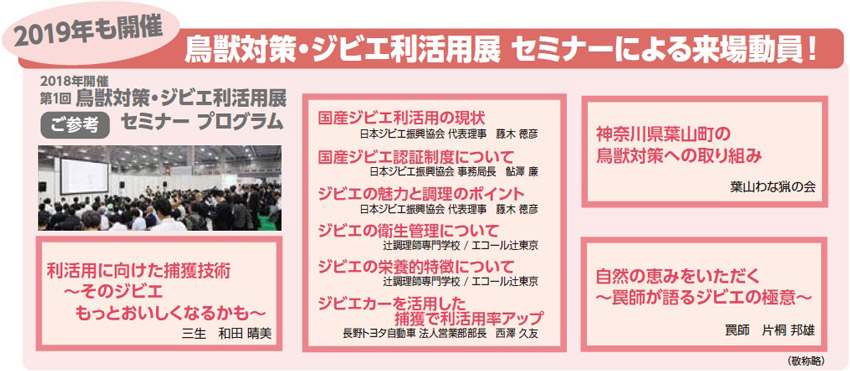 2019年も開催
鳥獣対策・ジビエ利活用展 セミナーによる来場動員!
2018年開催
第1回 鳥獣対策・ジビエ利活用展
ご参考 セミナー プログラム
利活用に向けた捕獲技術
〜そのジビエ
もっとおいしくなるかも〜
三生 和田 晴美
国産ジビエ利活用の現状
日本ジビエ振興協会 代表理事 藤木 徳彦
国産ジビエ認証制度について
日本ジビエ振興協会 事務局長 鮎澤 廉
ジビエの魅力と調理のポイント
日本ジビエ振興協会 代表理事 藤木 徳彦
ジビエの衛生管理について
辻調理師専門学校 / エコール辻東京
ジビエの栄養的特徴について
辻調理師専門学校 / エコール辻東京
ジビエカーを活用した
捕獲で利活用率アップ
長野トヨタ自動車 法人営業部部長 西澤 久友
神奈川県葉山町の
鳥獣対策への取り組み
葉山わな猟の会
自然の恵みをいただく
〜罠師が語るジビエの極意〜
罠師 片桐 邦雄
(敬称略)